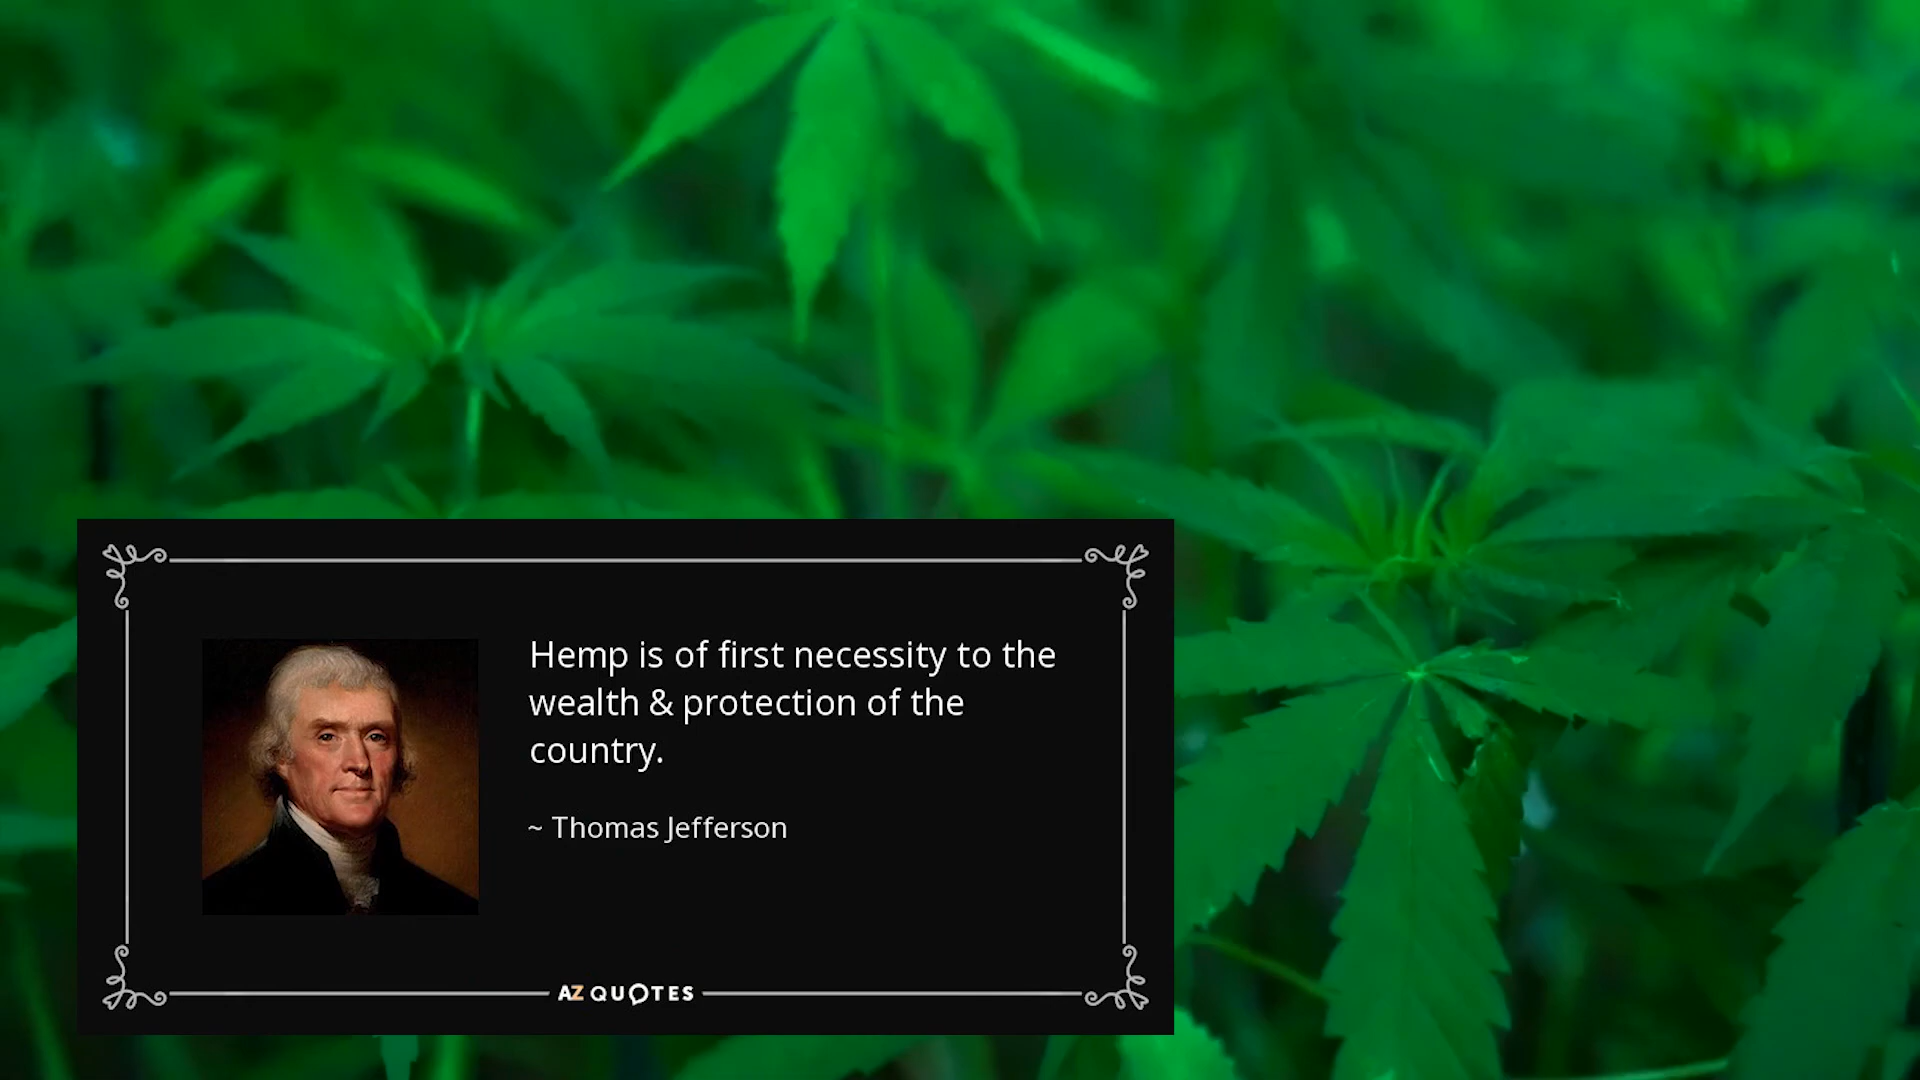 Hemp is of first necessity to the
wealth & protection of the
country.
~ Thomas Jefferson
AZ QUOTES